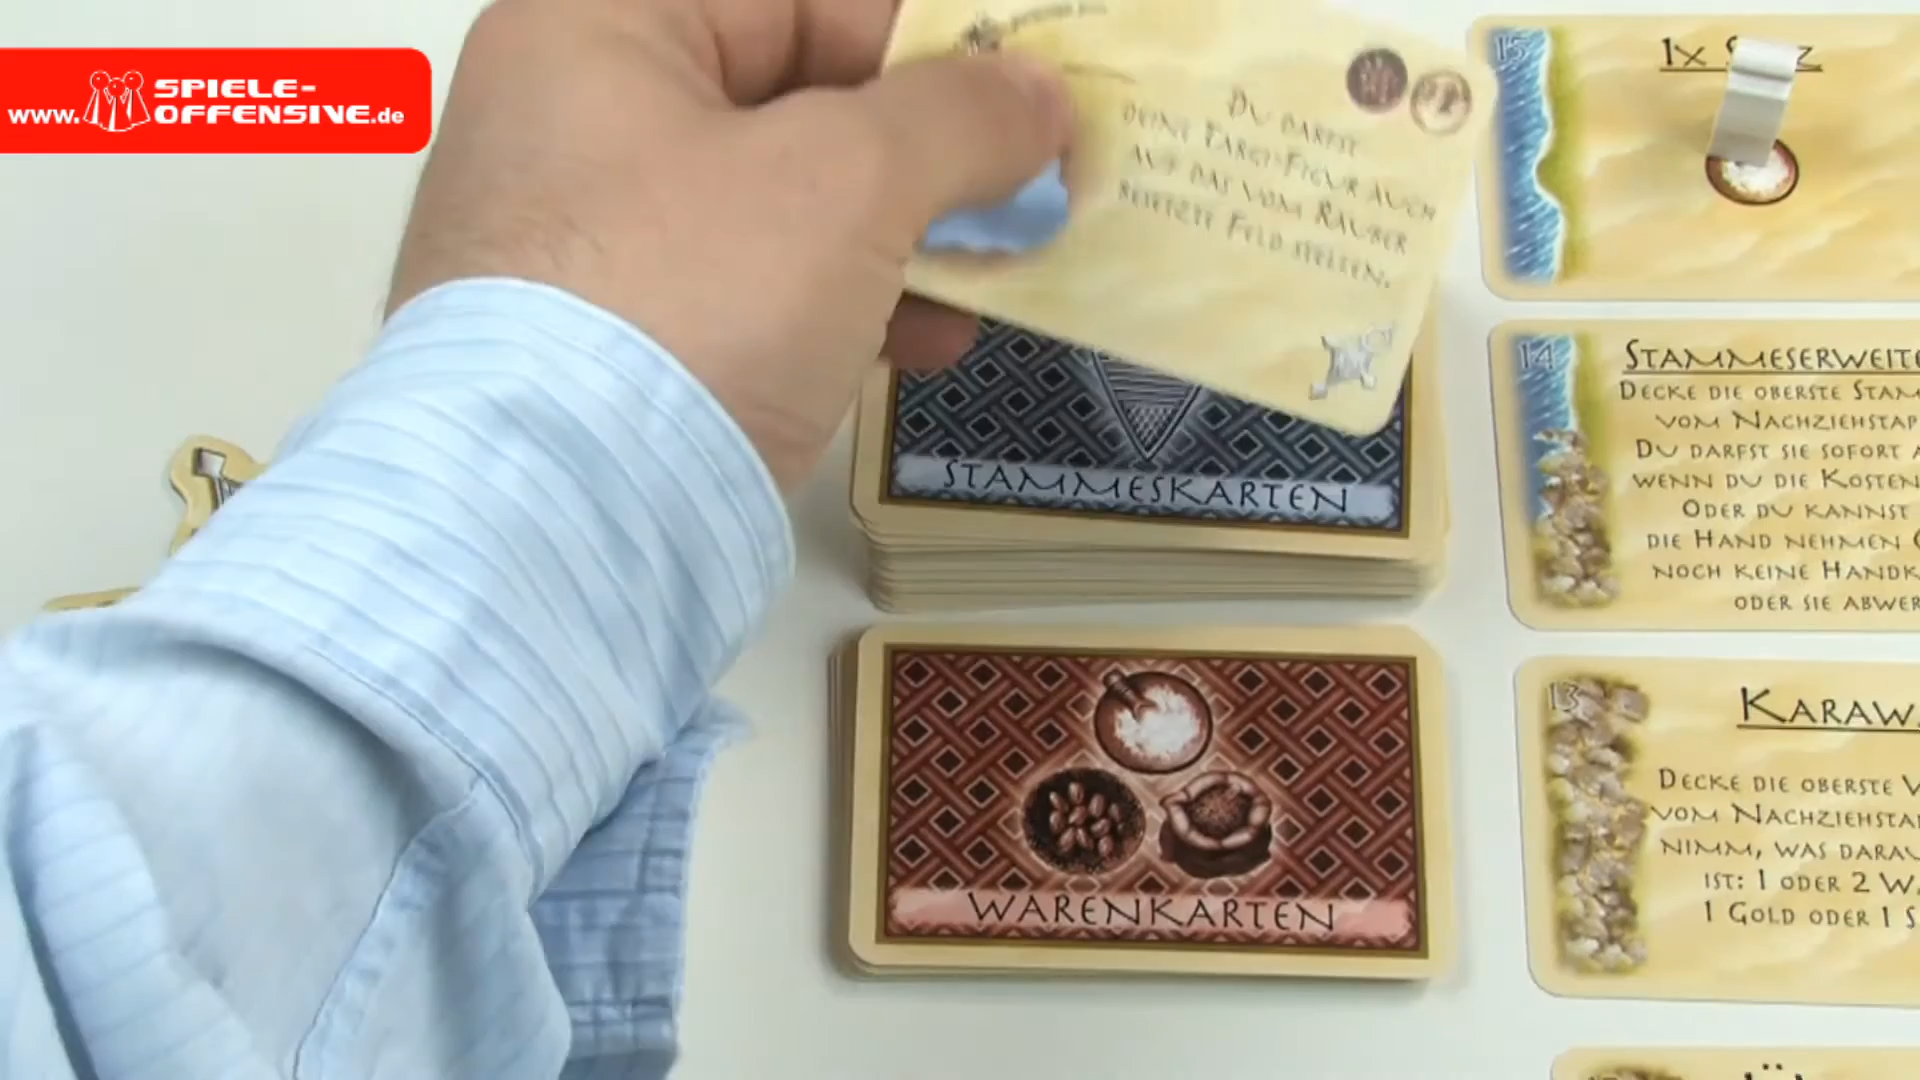 www. SPIELE-
OFFENSIVE.de
DU DARFST
DEINE TARGI-FIGUR AUCH
AUF DAS VOM RÄUBER
BESETZTE FELD STELLEN.
STAMMESKARTEN
WARENKARTEN
15
1x
14
STAMMESERWEITE
DECKE DIE OBERSTE STAM
VOM NACHZIEHSTAP
DU DARFST SIE SOFORT A
WENN DU DIE KOSTEN
ODER DU KANNST
DIE HAND NEHMEN
NOCH KEINE HANDK
ODER SIE ABWER
13
KARAW
DECKE DIE OBERSTE
VOM NACHZIEHSTA
NIMM, WAS DARAU
IST: 1 ODER 2 WA
1 GOLD ODER 1 S